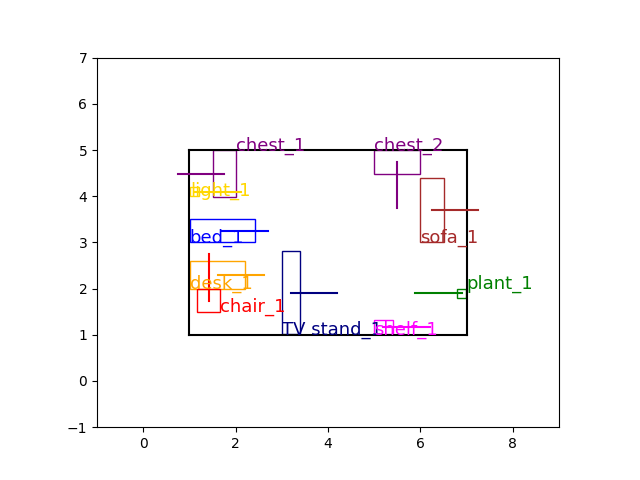 7
6
5
4
3
2
1
0
−1
chest_1
chest_2
light_1
bed_1
sofa_1
desk_1
plant_1
chair_1
TV stand_1
shelf_1
0 2 4 6 8